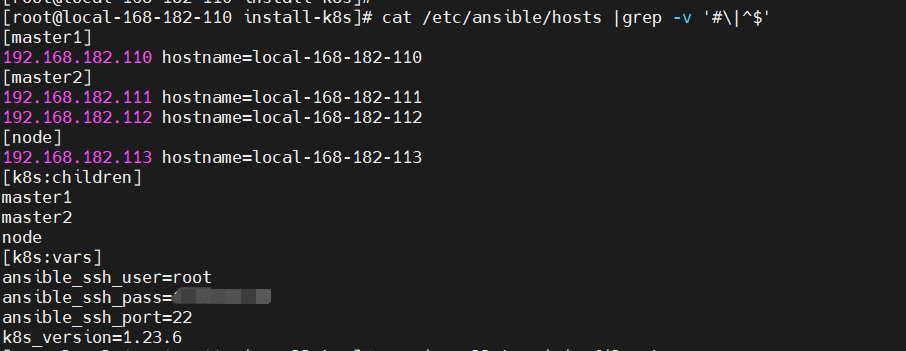 [root@local-168-182-110 install-k8s]#
[root@local-168-182-110 install-k8s]# cat /etc/ansible/hosts |grep -v '#\|^$'
[master1]
192.168.182.110 hostname=local-168-182-110
[master2]
192.168.182.111 hostname=local-168-182-111
192.168.182.112 hostname=local-168-182-112
[node]
192.168.182.113 hostname=local-168-182-113
[k8s:children]
master1
master2
node
[k8s:vars]
ansible_ssh_user=root
ansible_ssh_pass=
ansible_ssh_port=22
k8s_version=1.23.6